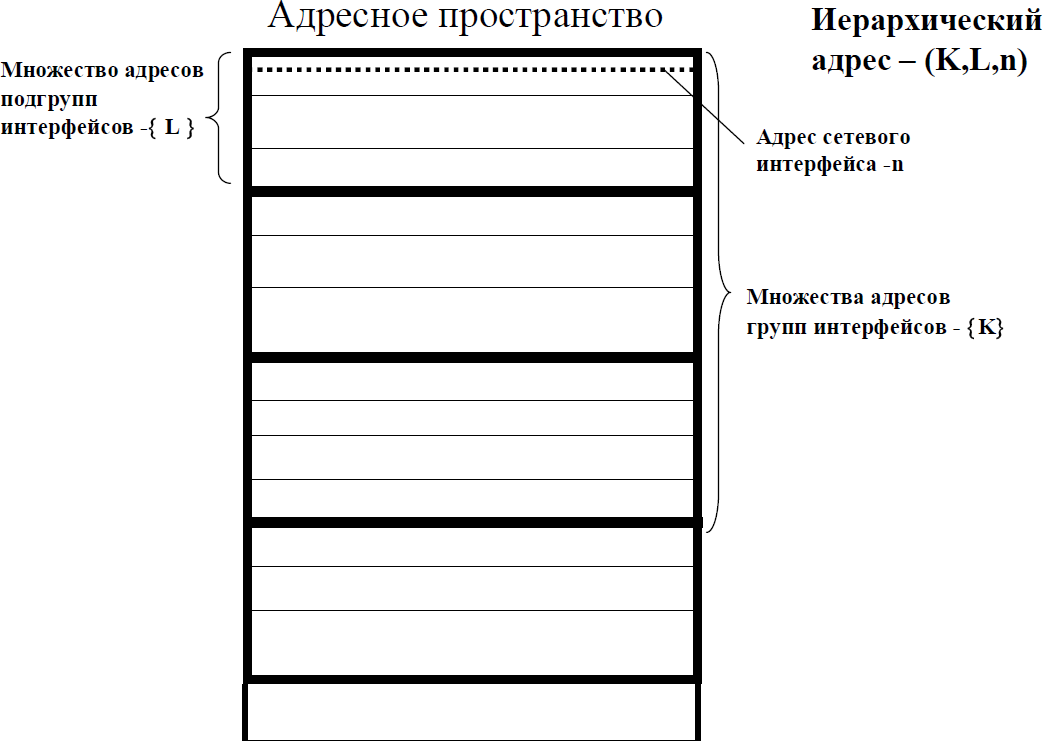 Адресное пространство
Иерархический
адрес – (K,L,n)
Множество адресов
подгрупп
интерфейсов -{ L }
Адрес сетевого
интерфейса -n
Множества адресов
групп интерфейсов - {K}